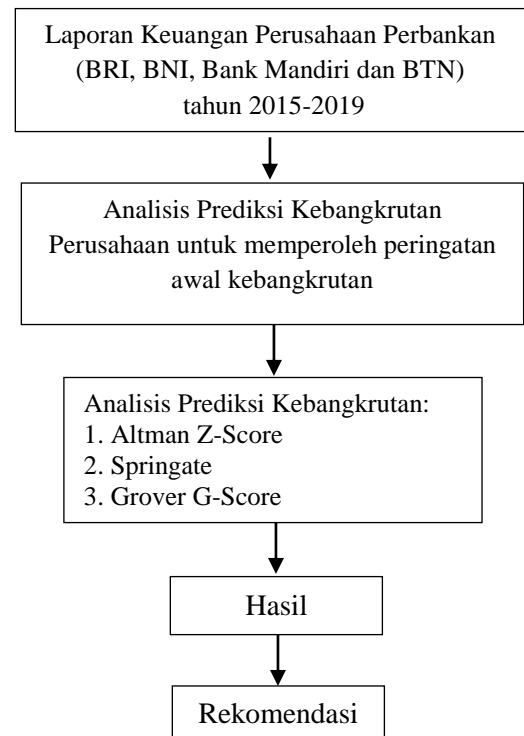 Laporan Keuangan Perusahaan Perbankan
(BRI, BNI, Bank Mandiri dan BTN)
tahun 2015-2019
Analisis Prediksi Kebangkrutan
Perusahaan untuk memperoleh peringatan
awal kebangkrutan
Analisis Prediksi Kebangkrutan:
1. Altman Z-Score
2. Springate
3. Grover G-Score
Hasil
Rekomendasi